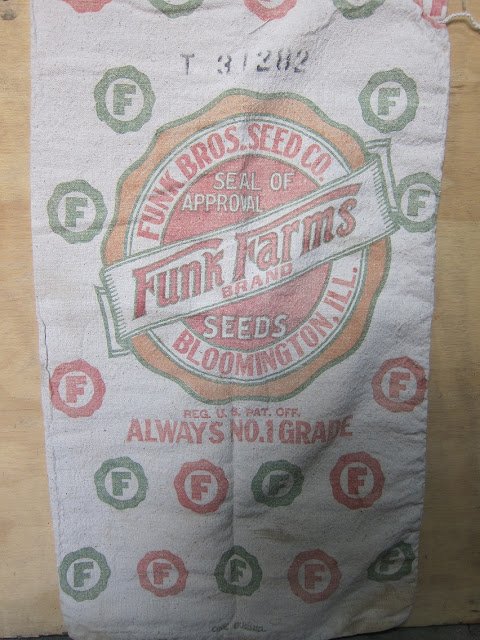 T 31282
F F
FUNK BROS. SEED CO.
SEAL OF
APPROVAL
F F
Funk Farms
BRAND
SEEDS
BLOOMINGTON, ILL.
F F
REG. U. S. PAT. OFF.
ALWAYS NO.1 GRADE
F F F F
F F F F F